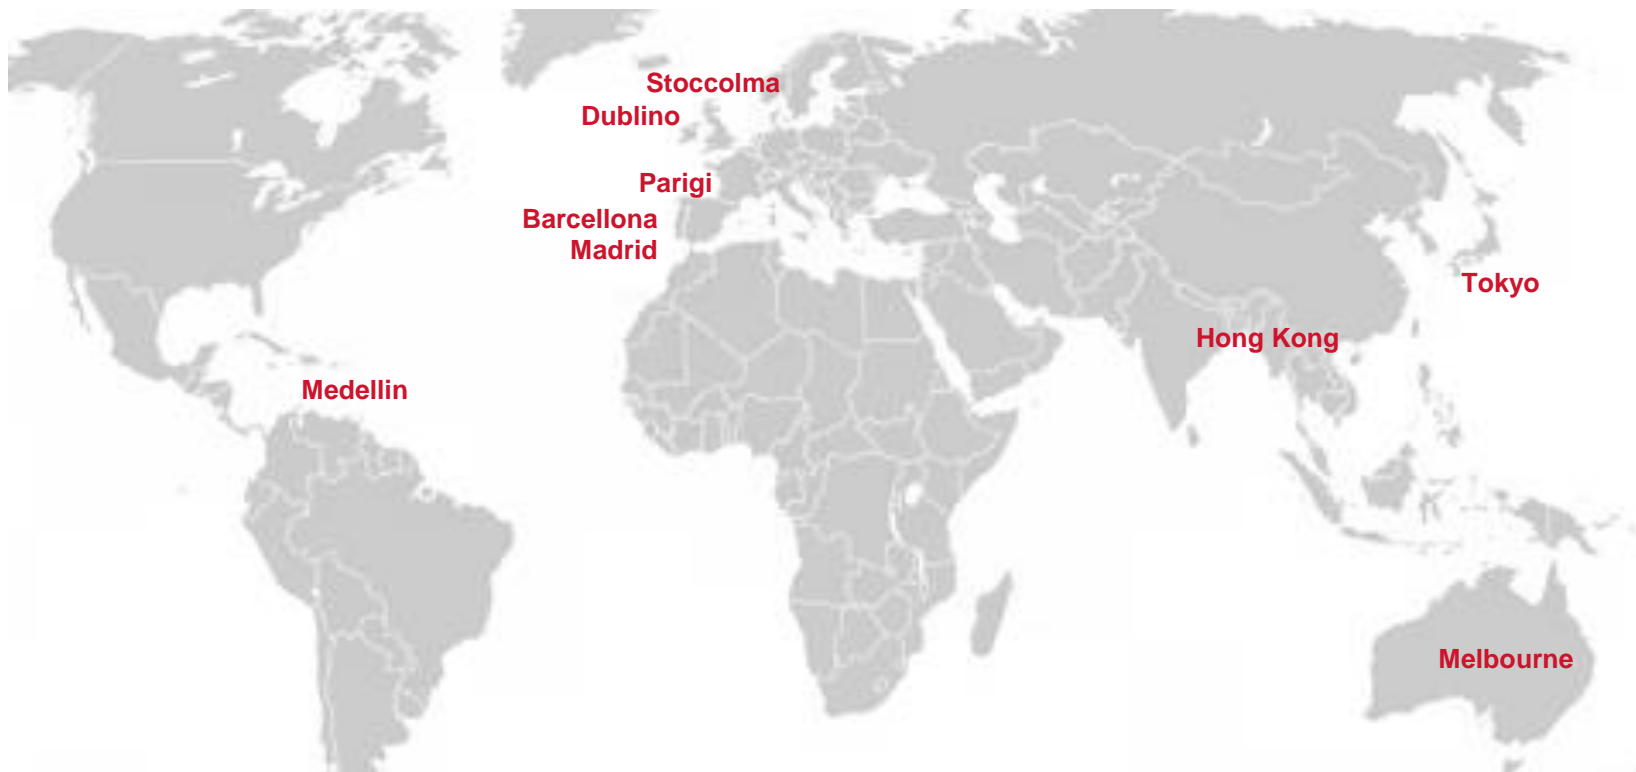 Stoccolma
Dublino
Parigi
Barcellona
Madrid
Tokyo
Hong Kong
Medellin
Melbourne